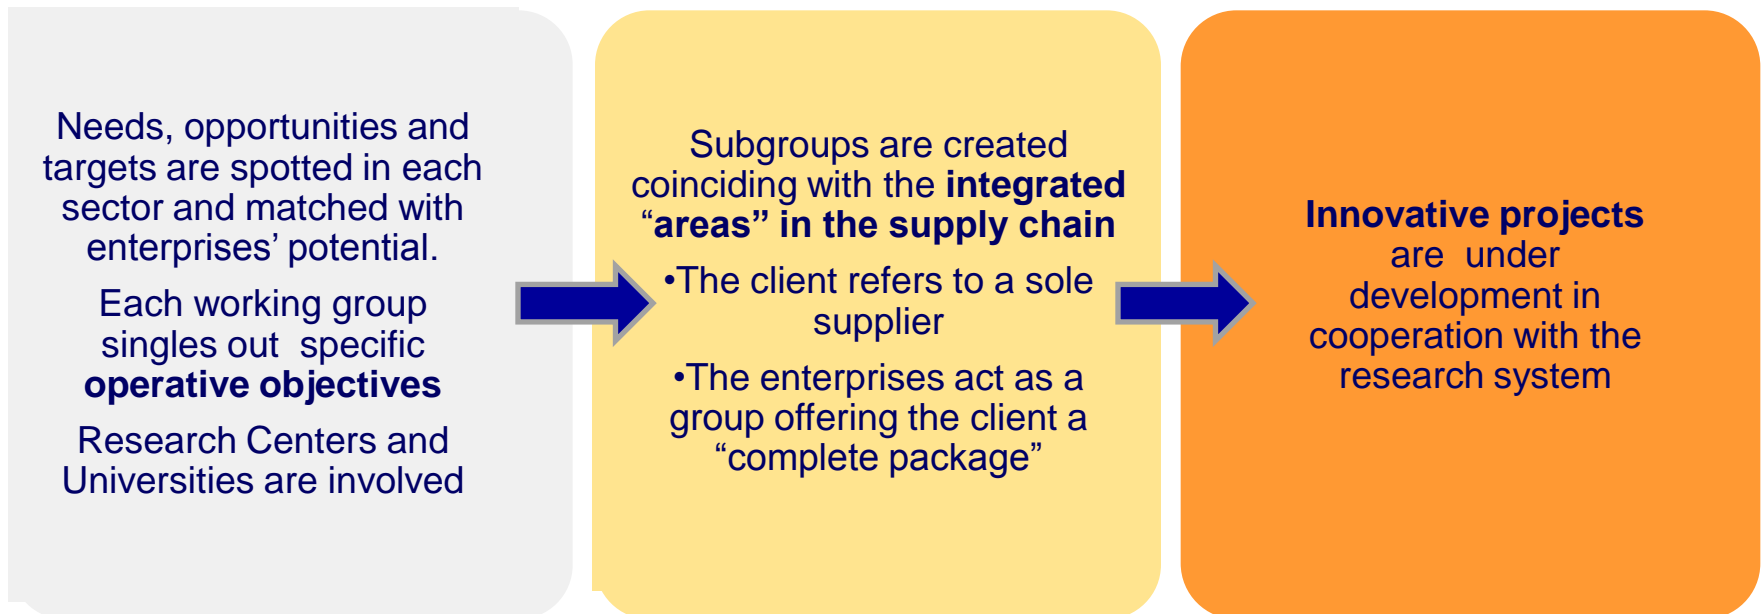 Needs, opportunities and
targets are spotted in each
sector and matched with
enterprises’ potential.
Each working group
singles out  specific
operative objectives
Research Centers and
Universities are involved
Subgroups are created
coinciding with the integrated
“areas” in the supply chain
•The client refers to a sole
supplier
•The enterprises act as a
group offering the client a
“complete package”
Innovative projects
are  under
development in
cooperation with the
research system